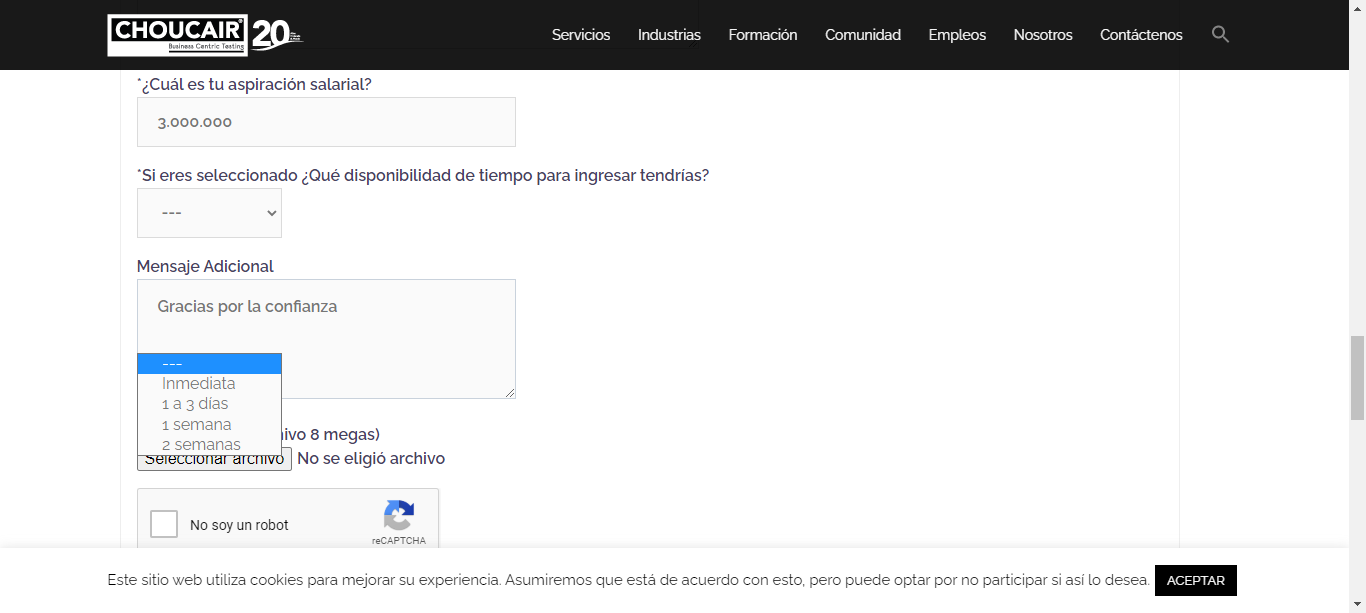 CHOUCAIR®
Business Centric Testing
20
Servicios
Industrias
Formación
Comunidad
Empleos
Nosotros
Contáctenos
*¿Cuál es tu aspiración salarial?
3.000.000
*Si eres seleccionado ¿Qué disponibilidad de tiempo para ingresar tendrías?
---
Mensaje Adicional
Gracias por la confianza
---
Inmediata
1 a 3 días
1 semana
2 semanas
8 megas)
Seleccionar archivo No se eligió archivo
No soy un robot
reCAPTCHA
Este sitio web utiliza cookies para mejorar su experiencia. Asumiremos que está de acuerdo con esto, pero puede optar por no participar si así lo desea.
ACEPTAR